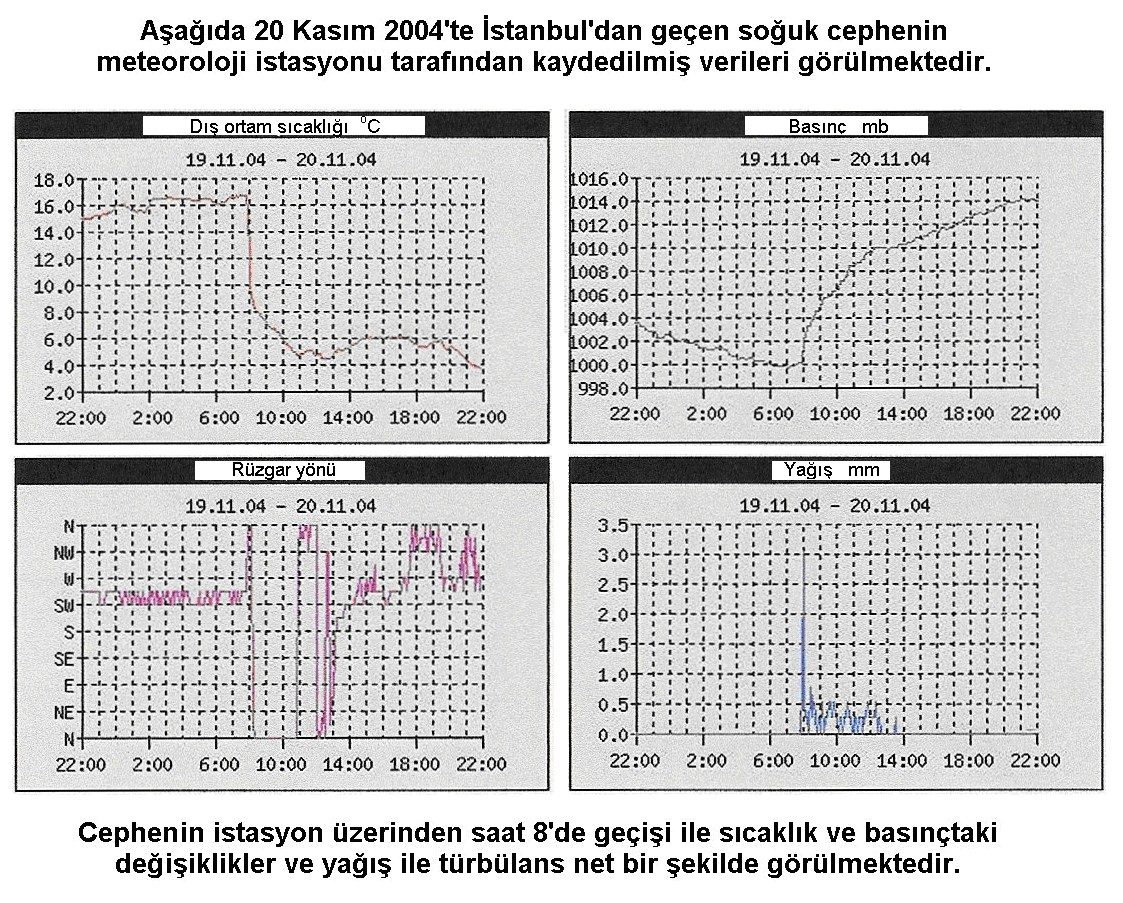 Aşağıda 20 Kasım 2004'te İstanbul'dan geçen soğuk cephenin
meteoroloji istasyonu tarafından kaydedilmiş verileri görülmektedir.
Dış ortam sıcaklığı ⁰C
19.11.04 - 20.11.04
18.0
16.0
14.0
12.0
10.0
8.0
6.0
4.0
2.0
22:00 2:00 6:00 10:00 14:00 18:00 22:00
Basınç mb
19.11.04 - 20.11.04
1016.0
1014.0
1012.0
1010.0
1008.0
1006.0
1004.0
1002.0
1000.0
998.0
22:00 2:00 6:00 10:00 14:00 18:00 22:00
Rüzgar yönü
19.11.04 - 20.11.04
N
NW
W
SW
S
SE
E
NE
N
22:00 2:00 6:00 10:00 14:00 18:00 22:00
Yağış mm
19.11.04 - 20.11.04
3.5
3.0
2.5
2.0
1.5
1.0
0.5
0.0
22:00 2:00 6:00 10:00 14:00 18:00 22:00
Cephenin istasyon üzerinden saat 8'de geçişi ile sıcaklık ve basınçtaki
değişiklikler ve yağış ile türbülans net bir şekilde görülmektedir.